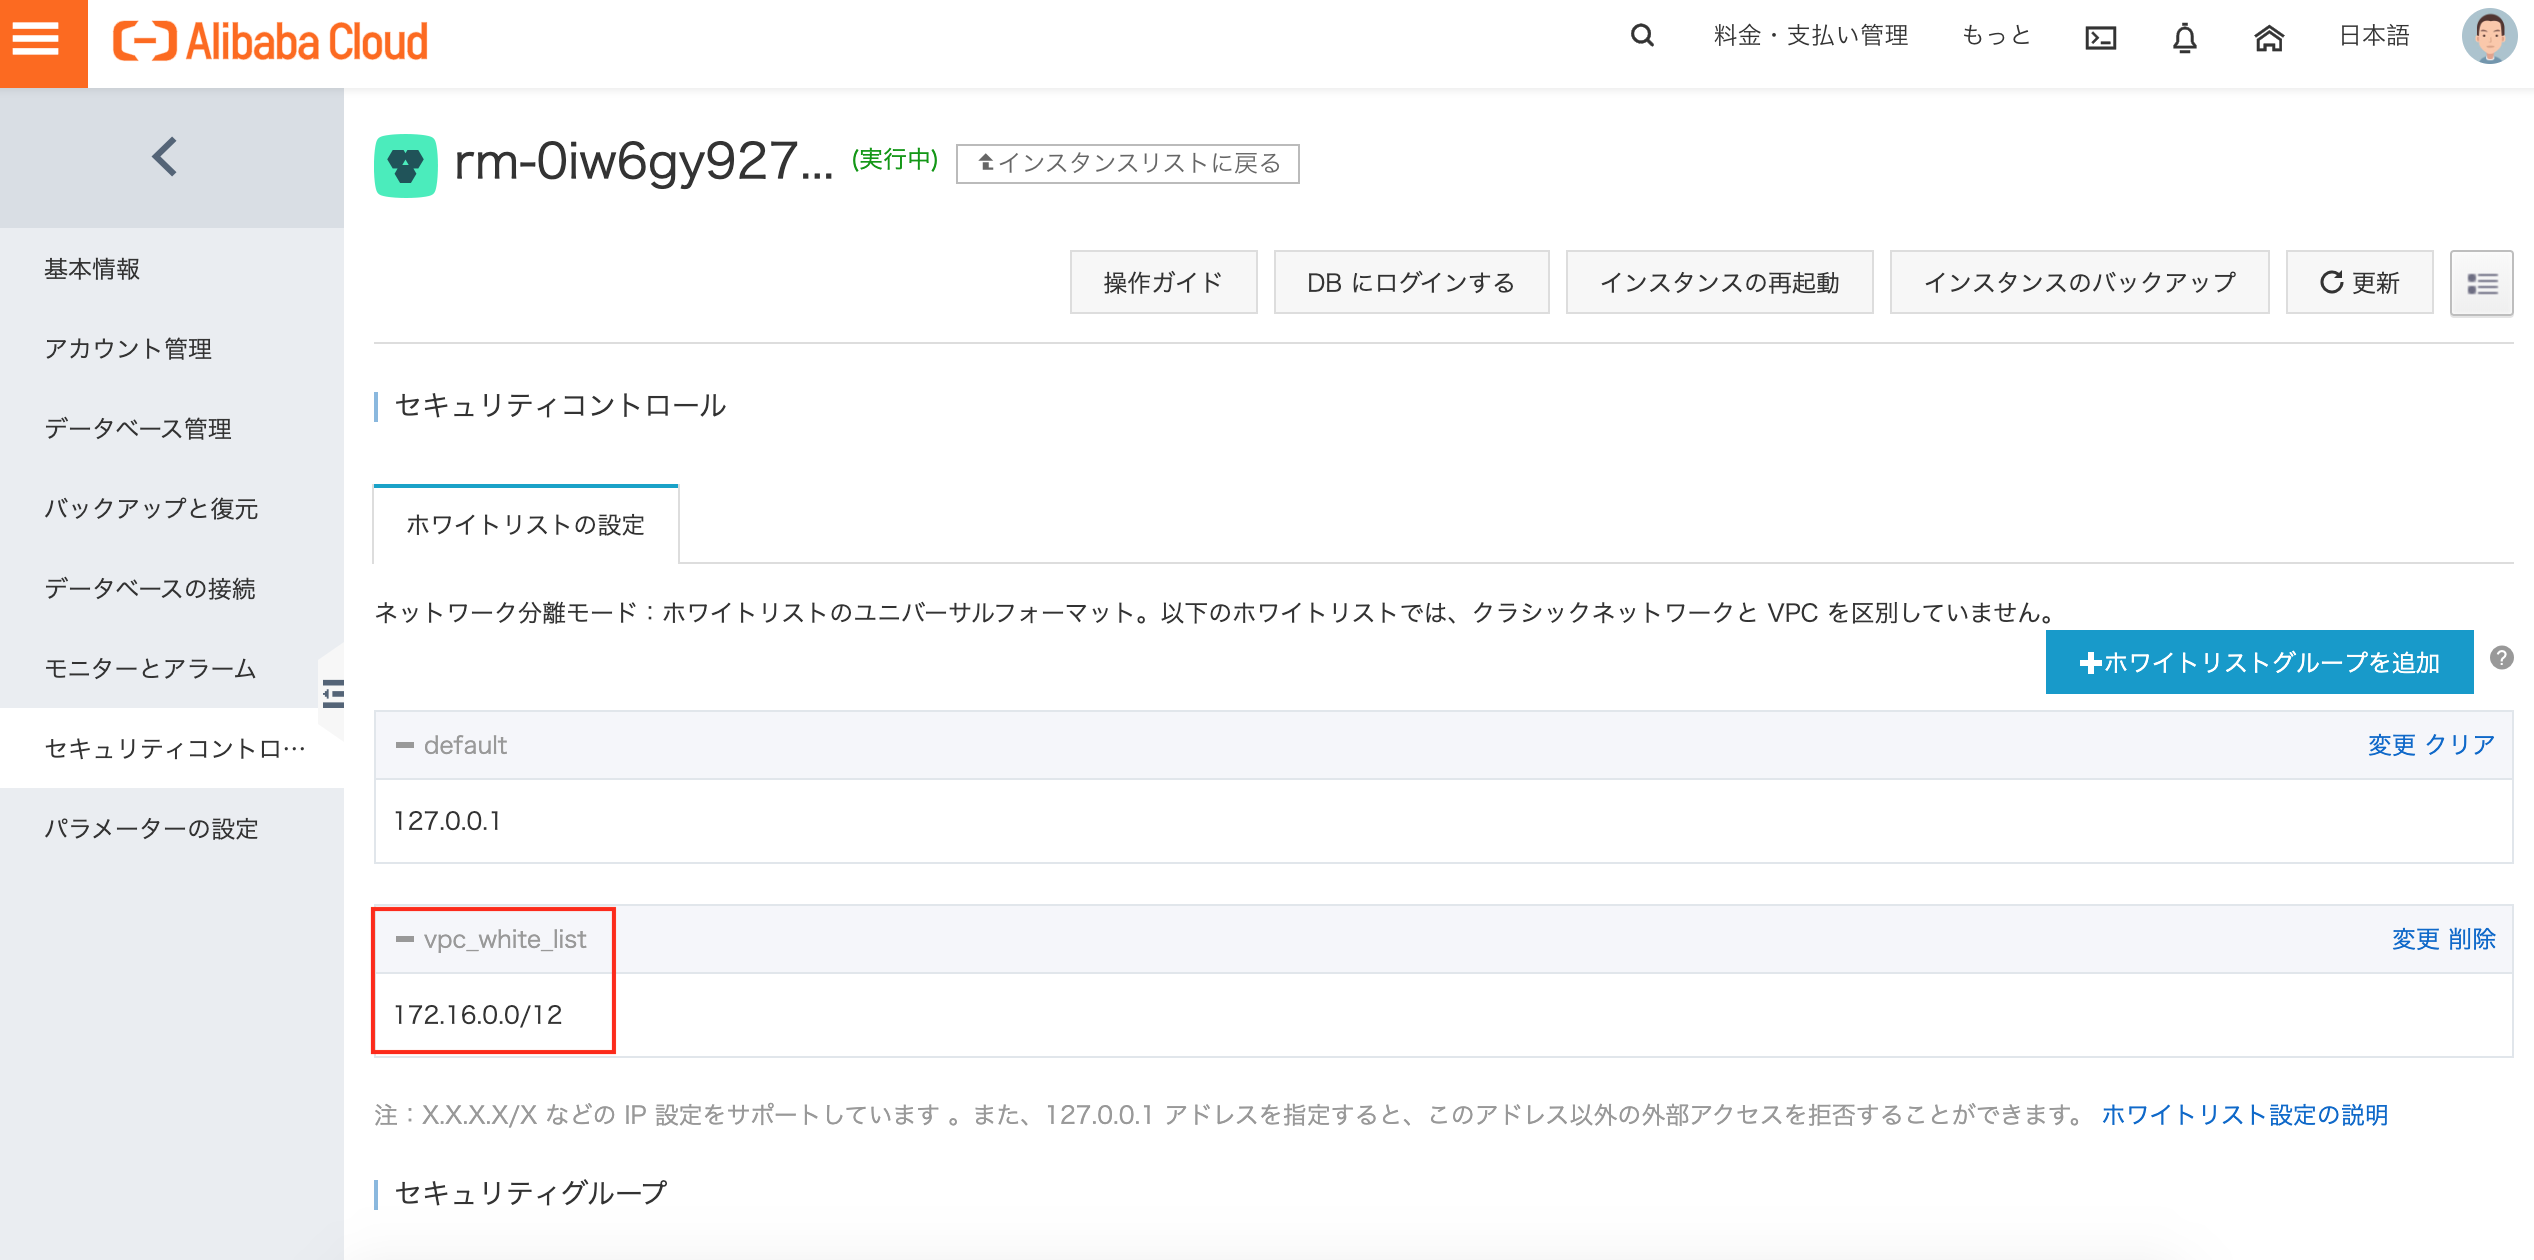 Alibaba Cloud
料金・支払い管理 もっと 日本語
rm-0iw6gy927... (実行中) インスタンスリストに戻る
操作ガイド DB にログインする インスタンスの再起動 インスタンスのバックアップ 更新
基本情報
アカウント管理
データベース管理
バックアップと復元
データベースの接続
モニターとアラーム
セキュリティコントロ…
パラメーターの設定
セキュリティコントロール
ホワイトリストの設定
ネットワーク分離モード：ホワイトリストのユニバーサルフォーマット。以下のホワイトリストでは、クラシックネットワークと VPC を区別していません。
ホワイトリストグループを追加 ?
default 変更 クリア
127.0.0.1
vpc_white_list 変更 削除
172.16.0.0/12
注：X.X.X.X/X などの IP 設定をサポートしています 。また、127.0.0.1 アドレスを指定すると、このアドレス以外の外部アクセスを拒否することができます。 ホワイトリスト設定の説明
セキュリティグループ